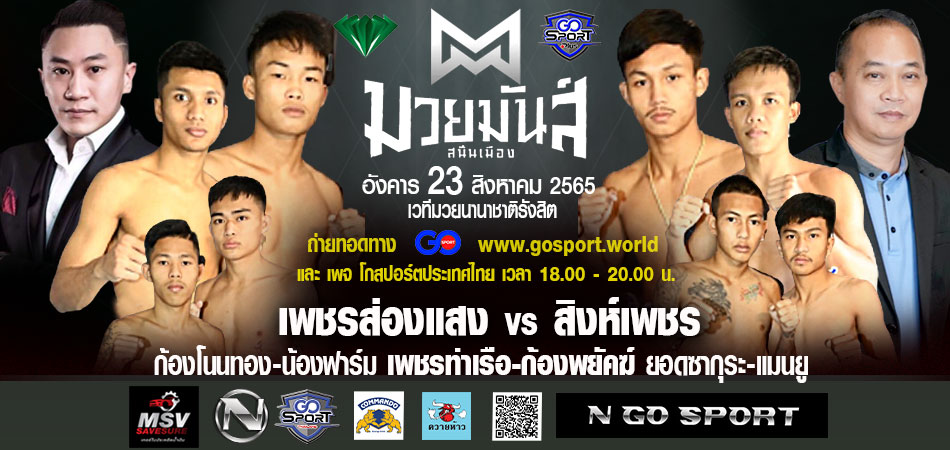 GO
SPORT
Plus
มวยมันส์
สนั่นเมือง
อังคาร 23 สิงหาคม 2565
เวทีมวยนานาชาติรังสิต
ถ่ายทอดทาง GO SPORT www.gosport.world
และ เพจ โกสปอร์ตประเทศไทย เวลา 18.00 - 20.00 น.
เพชรส่องแสง vs สิงห์เพชร
ก้องโนนทอง-น้องฟาร์ม เพชรท่าเรือ-ก้องพยัคฆ์ ยอดซากุระ-แมนยู
MSV
SAVESURE
N
GO
SPORT
COMMANDO
ควายห้าว
N GO SPORT